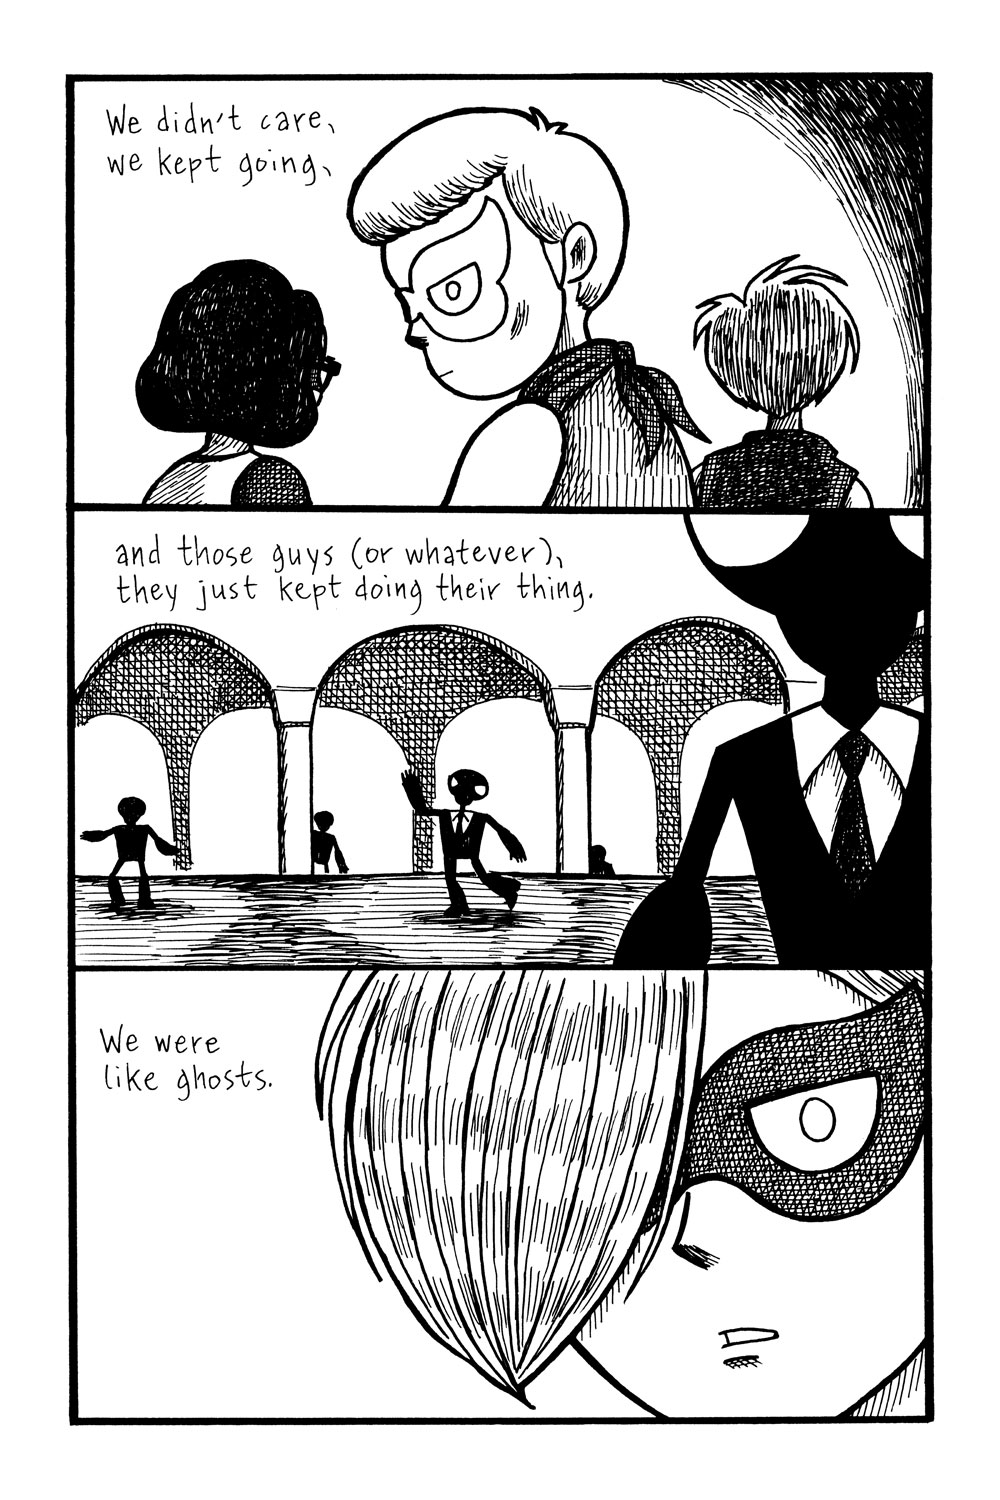 We didn't care,
we kept going,
and those guys (or whatever),
they just kept doing their thing.
We were
like ghosts.